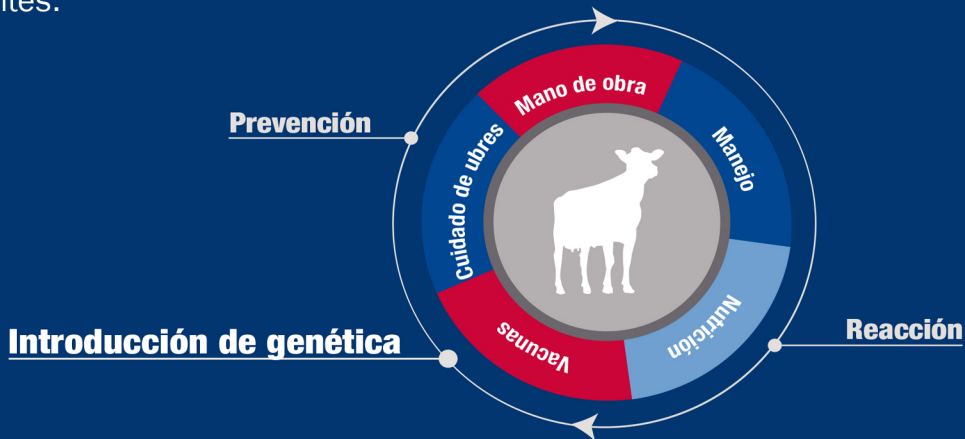 Mano de obra
Prevención
Manejo
Cuidado de ubres
Introducción de genética
Vacunas
Nutrición
Reacción